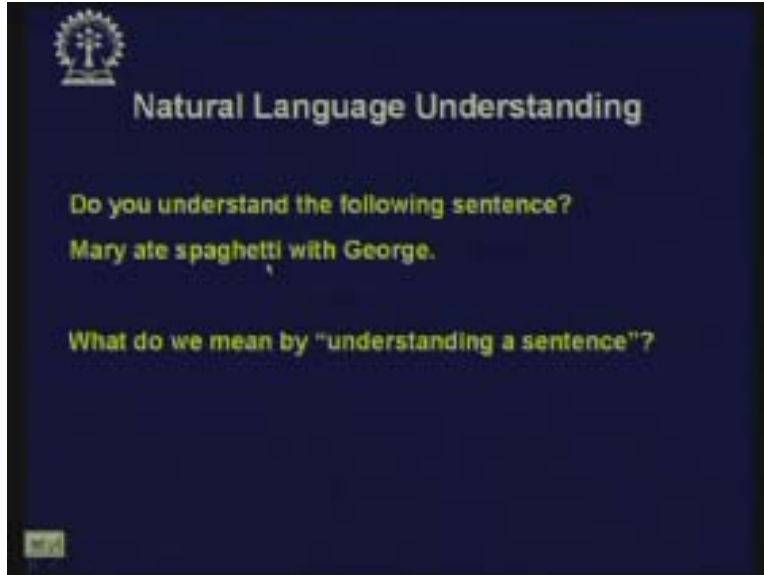 Natural Language Understanding
Do you understand the following sentence?
Mary ate spaghetti with George.
What do we mean by “understanding a sentence”?